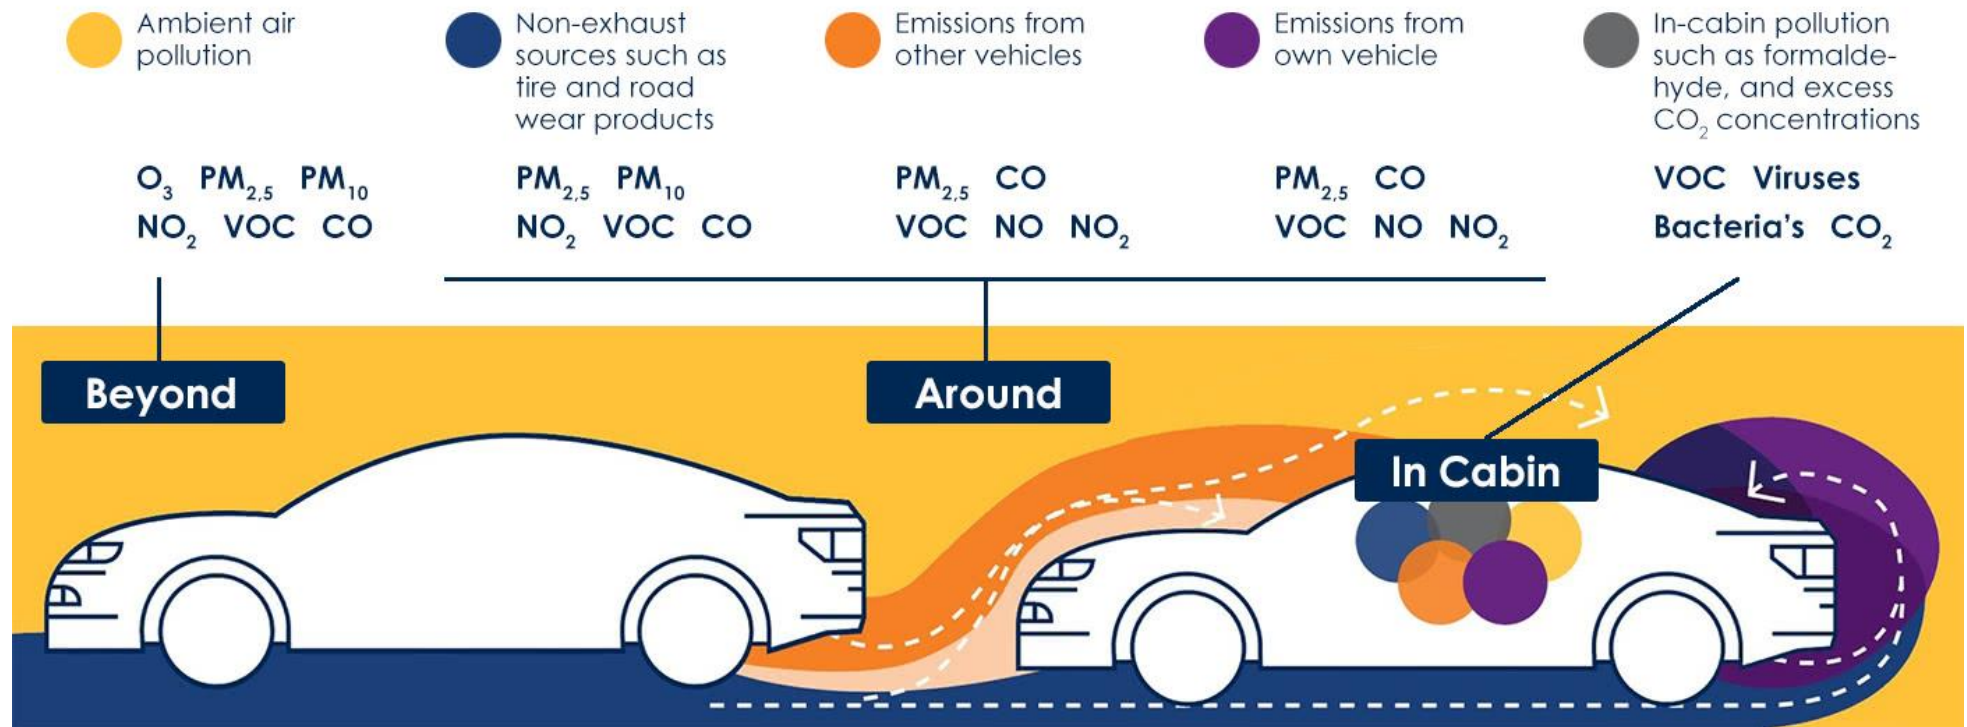 Ambient air
pollution
Non-exhaust
sources such as
tire and road
wear products
Emissions from
other vehicles
Emissions from
own vehicle
In-cabin pollution
such as formalde-
hyde, and excess
CO₂ concentrations
O₃ PM₂,₅ PM₁₀
NO₂ VOC CO
PM₂,₅ PM₁₀
NO₂ VOC CO
PM₂,₅ CO
VOC NO NO₂
PM₂,₅ CO
VOC NO NO₂
VOC Viruses
Bacteria's CO₂
Beyond
Around
In Cabin